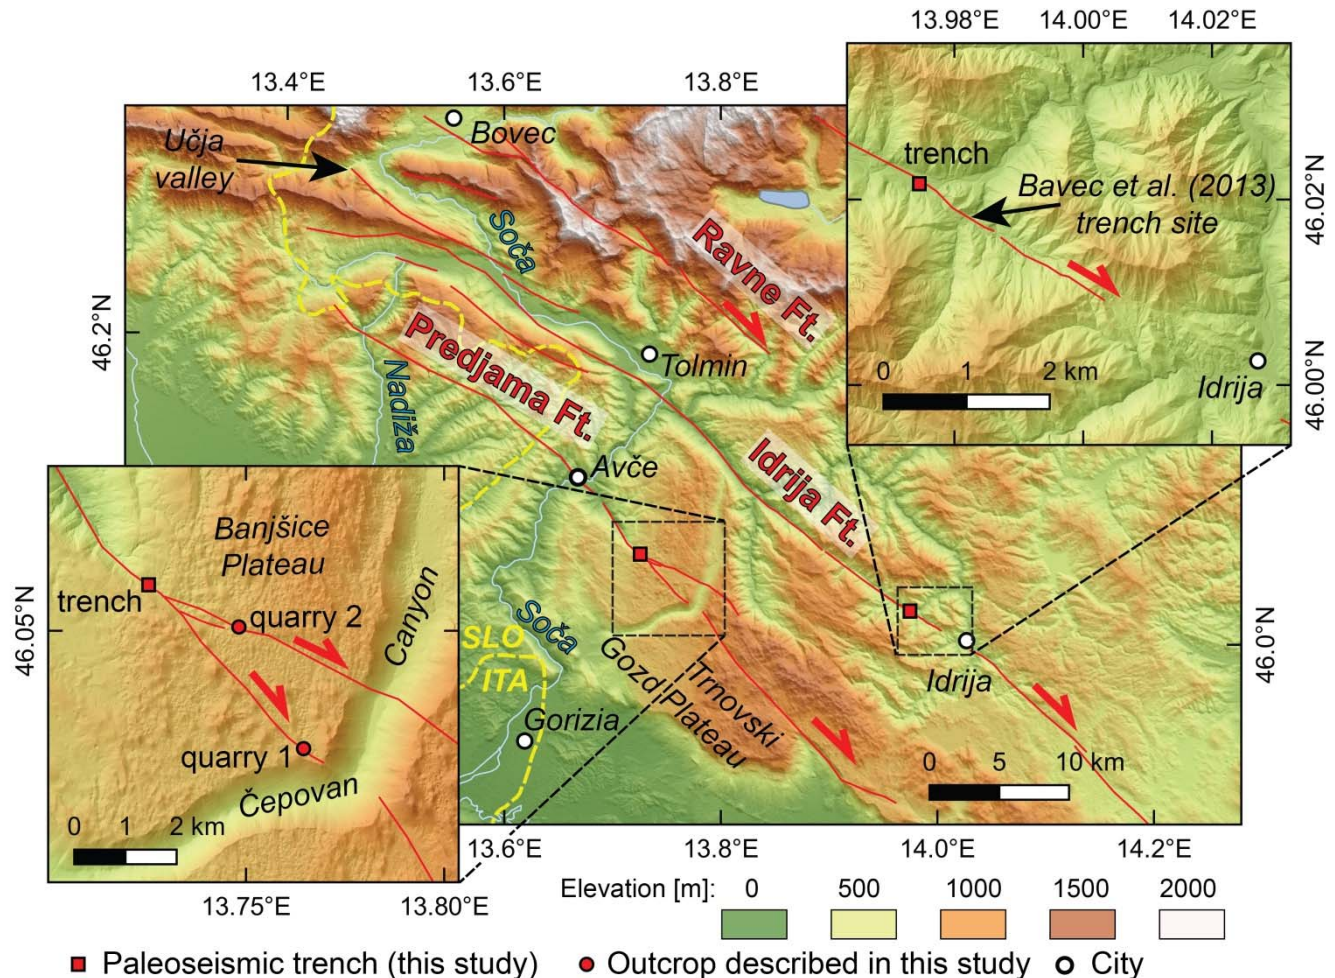 13.98°E 14.00°E 14.02°E
13.4°E 13.6°E 13.8°E
Učja
valley
Bovec
Soča
Ravne Ft.
trench
Bavec et al. (2013)
trench site
46.02°N
46.00°N
0 1 2 km
Idrija
46.2°N
Predjama Ft.
Nadiža
Tolmin
Avče
Idrija Ft.
Banjšice
Plateau
trench
quarry 2
Canyon
46.05°N
quarry 1
Čepovan
0 1 2 km
13.75°E 13.80°E
Soča
SLO
ITA
Gorizia
Gozd
Trnovski
Plateau
Idrija
46.0°N
0 5 10 km
13.6°E 13.8°E 14.0°E 14.2°E
Elevation [m]: 0 500 1000 1500 2000
Paleoseismic trench (this study) Outcrop described in this study City